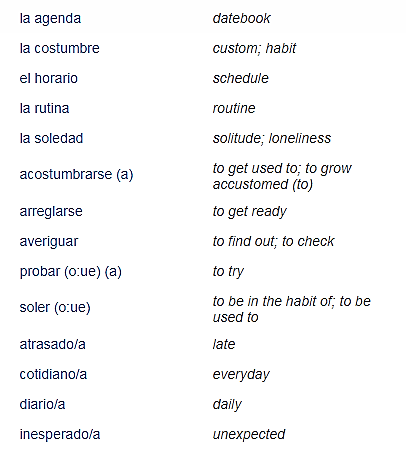 la agenda datebook
la costumbre custom; habit
el horario schedule
la rutina routine
la soledad solitude; loneliness
acostumbrarse (a) to get used to; to grow
accustomed (to)
arreglarse to get ready
averiguar to find out; to check
probar (o:ue) (a) to try
soler (o:ue) to be in the habit of; to be
used to
atrasado/a late
cotidiano/a everyday
diario/a daily
inesperado/a unexpected